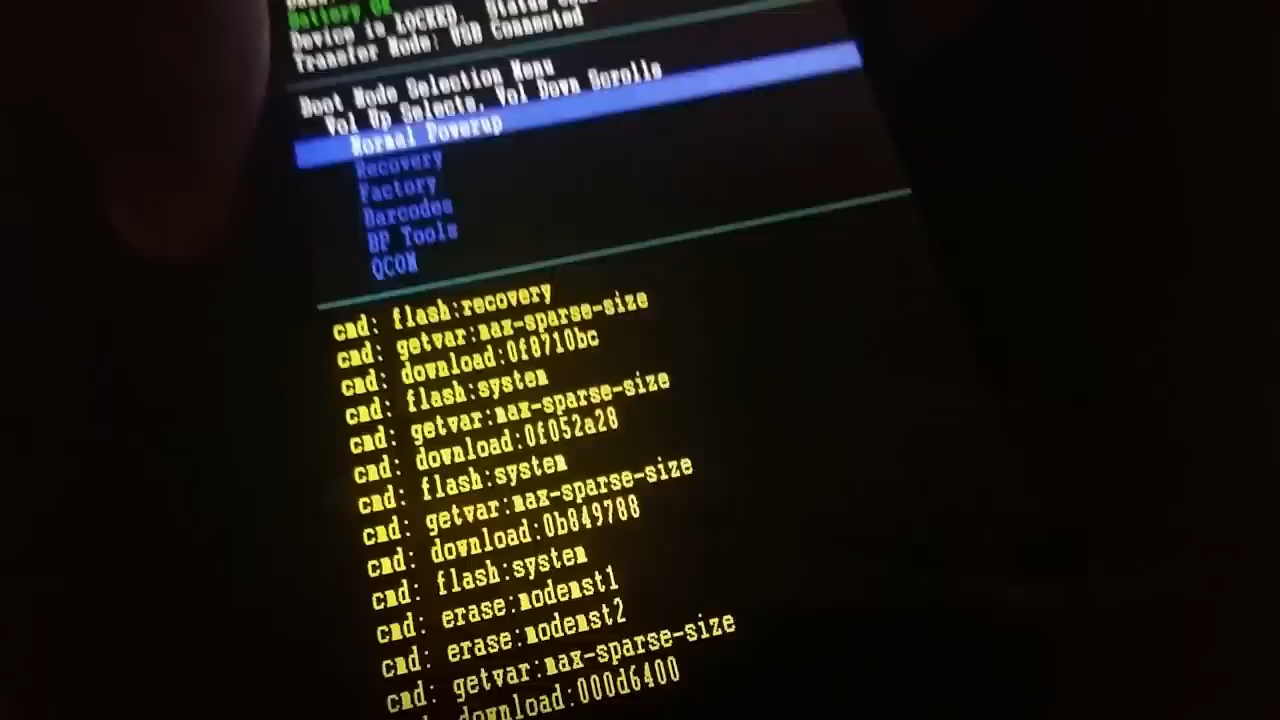 Battery OK
Device is LOCKED. Status
Transfer Mode: USB Connected
Boot Mode Selection Menu
Vol Up Selects, Vol Down Scrolls
Normal Powerup
Recovery
Factory
Barcodes
BP Tools
QCOM
cmd: flash:recovery
cmd: getvar:max-sparse-size
cmd: download:0f8710bc
cmd: flash:system
cmd: getvar:max-sparse-size
cmd: download:0f052a28
cmd: flash:system
cmd: getvar:max-sparse-size
cmd: download:0b849788
cmd: flash:system
cmd: erase:modemst1
cmd: erase:modemst2
cmd: getvar:max-sparse-size
download:000d6400